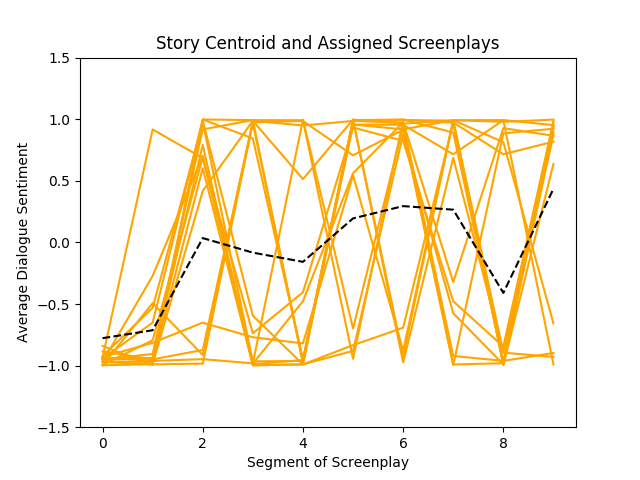 Story Centroid and Assigned Screenplays
Average Dialogue Sentiment
1.5
1.0
0.5
0.0
−0.5
−1.0
−1.5
0 2 4 6 8
Segment of Screenplay